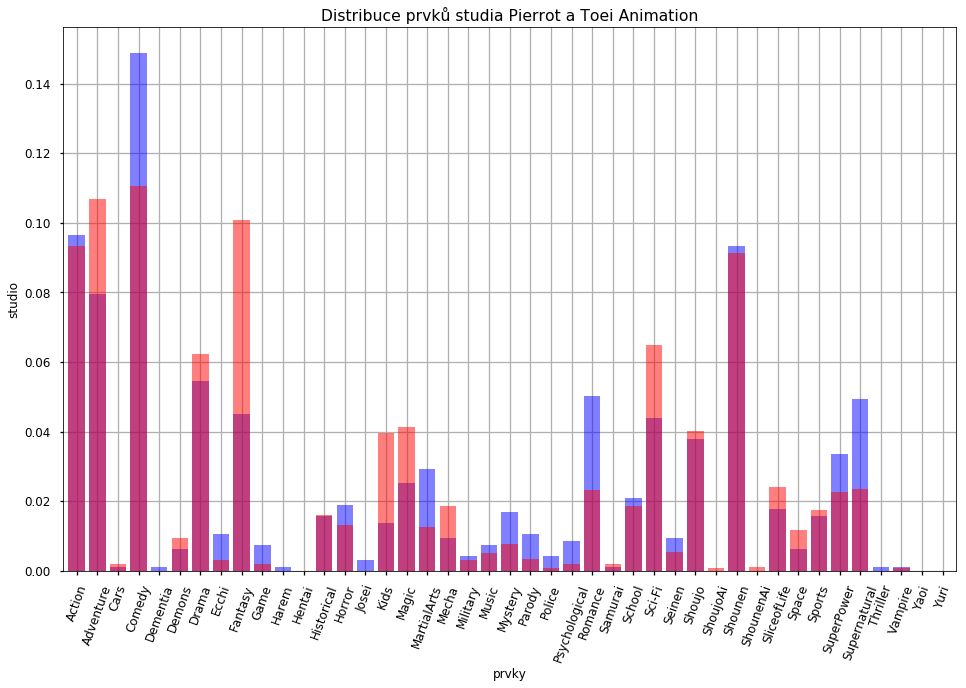 Distribuce prvků studia Pierrot a Toei Animation
0.14
0.12
0.10
0.08
0.06
0.04
0.02
0.00
studio
Action
Adventure
Cars
Comedy
Dementia
Demons
Drama
Ecchi
Fantasy
Game
Harem
Hentai
Historical
Horror
Josei
Kids
Magic
MartialArts
Mecha
Military
Music
Mystery
Parody
Police
Psychological
Romance
Samurai
School
Sci-Fi
Seinen
Shoujo
ShoujoAi
Shounen
ShounenAi
SliceofLife
Space
Sports
SuperPower
Supernatural
Thriller
Vampire
Yaoi
Yuri
prvky